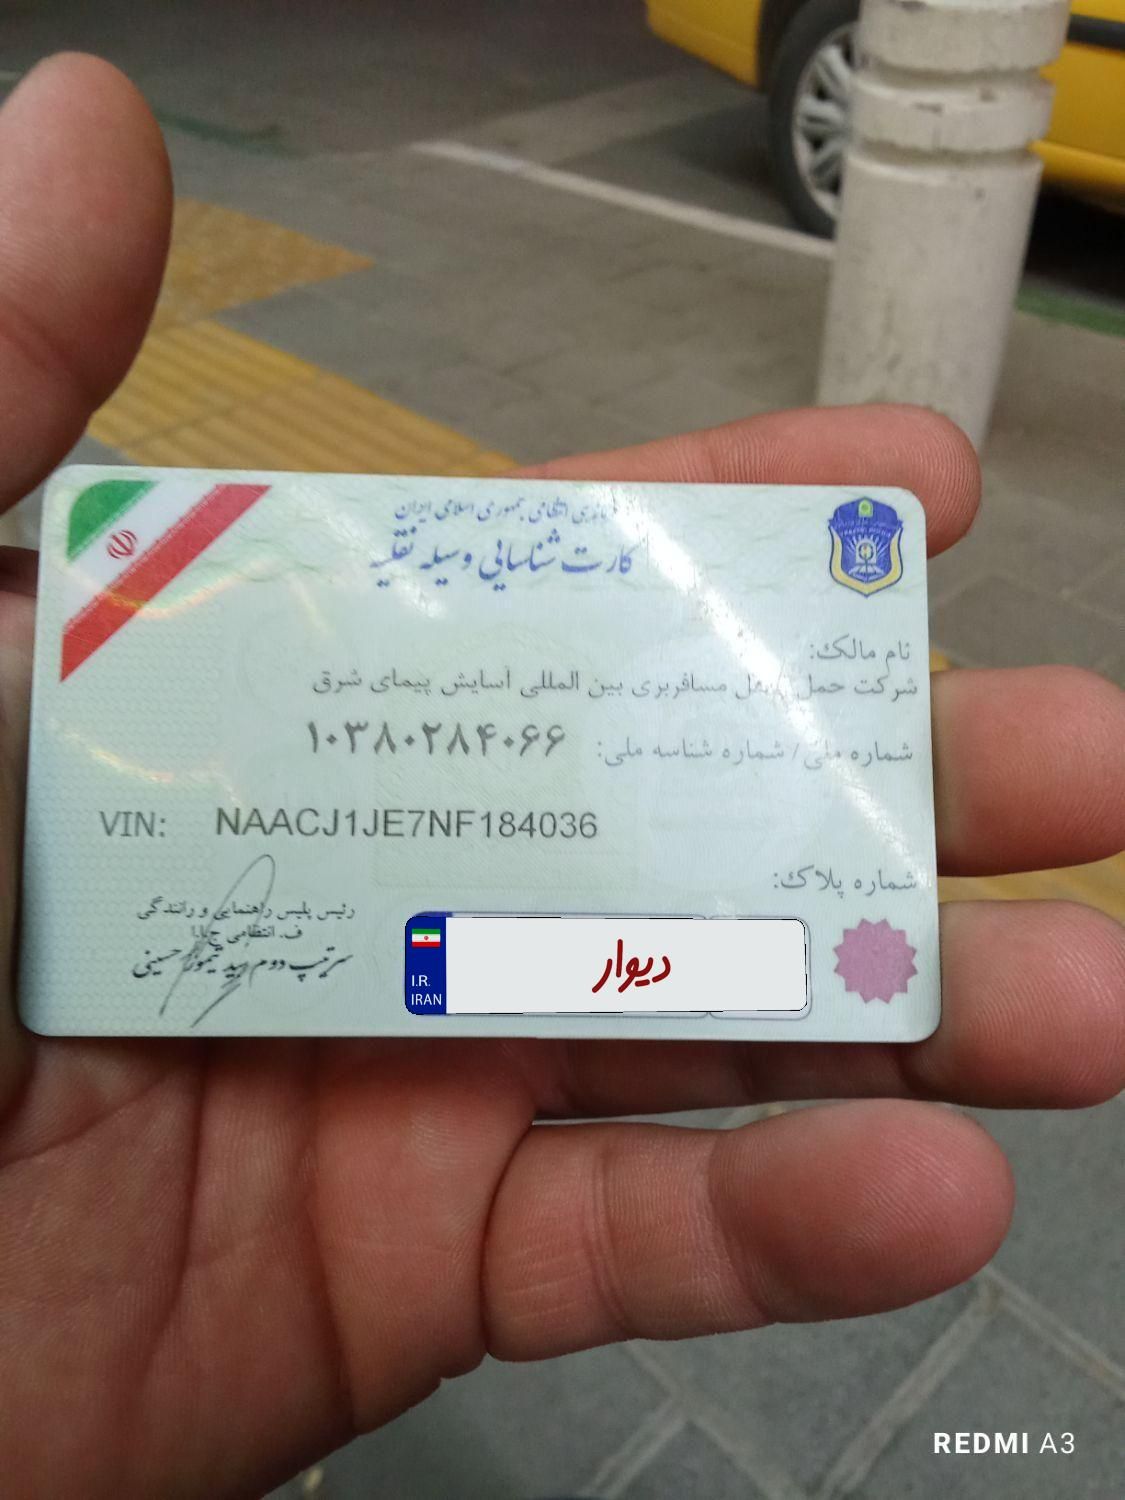 فرماندهی انتظامی جمهوری اسلامی ایران
کارت شناسایی وسیله نقلیه
نام مالک:
شرکت حمل و نقل مسافربری بین المللی آسایش پیمای شرق
شماره ملی / شماره شناسه ملی: ۱۰۳۸۰۲۸۴۰۶۶
VIN: NAACJ1JE7NF184036
شماره پلاک:
رئیس پلیس راهنمایی و رانندگی
ف. انتظامی ج.ا.ا
سرتیپ دوم سید تیمور حسینی
I.R.
IRAN
دیوار
REDMI A3